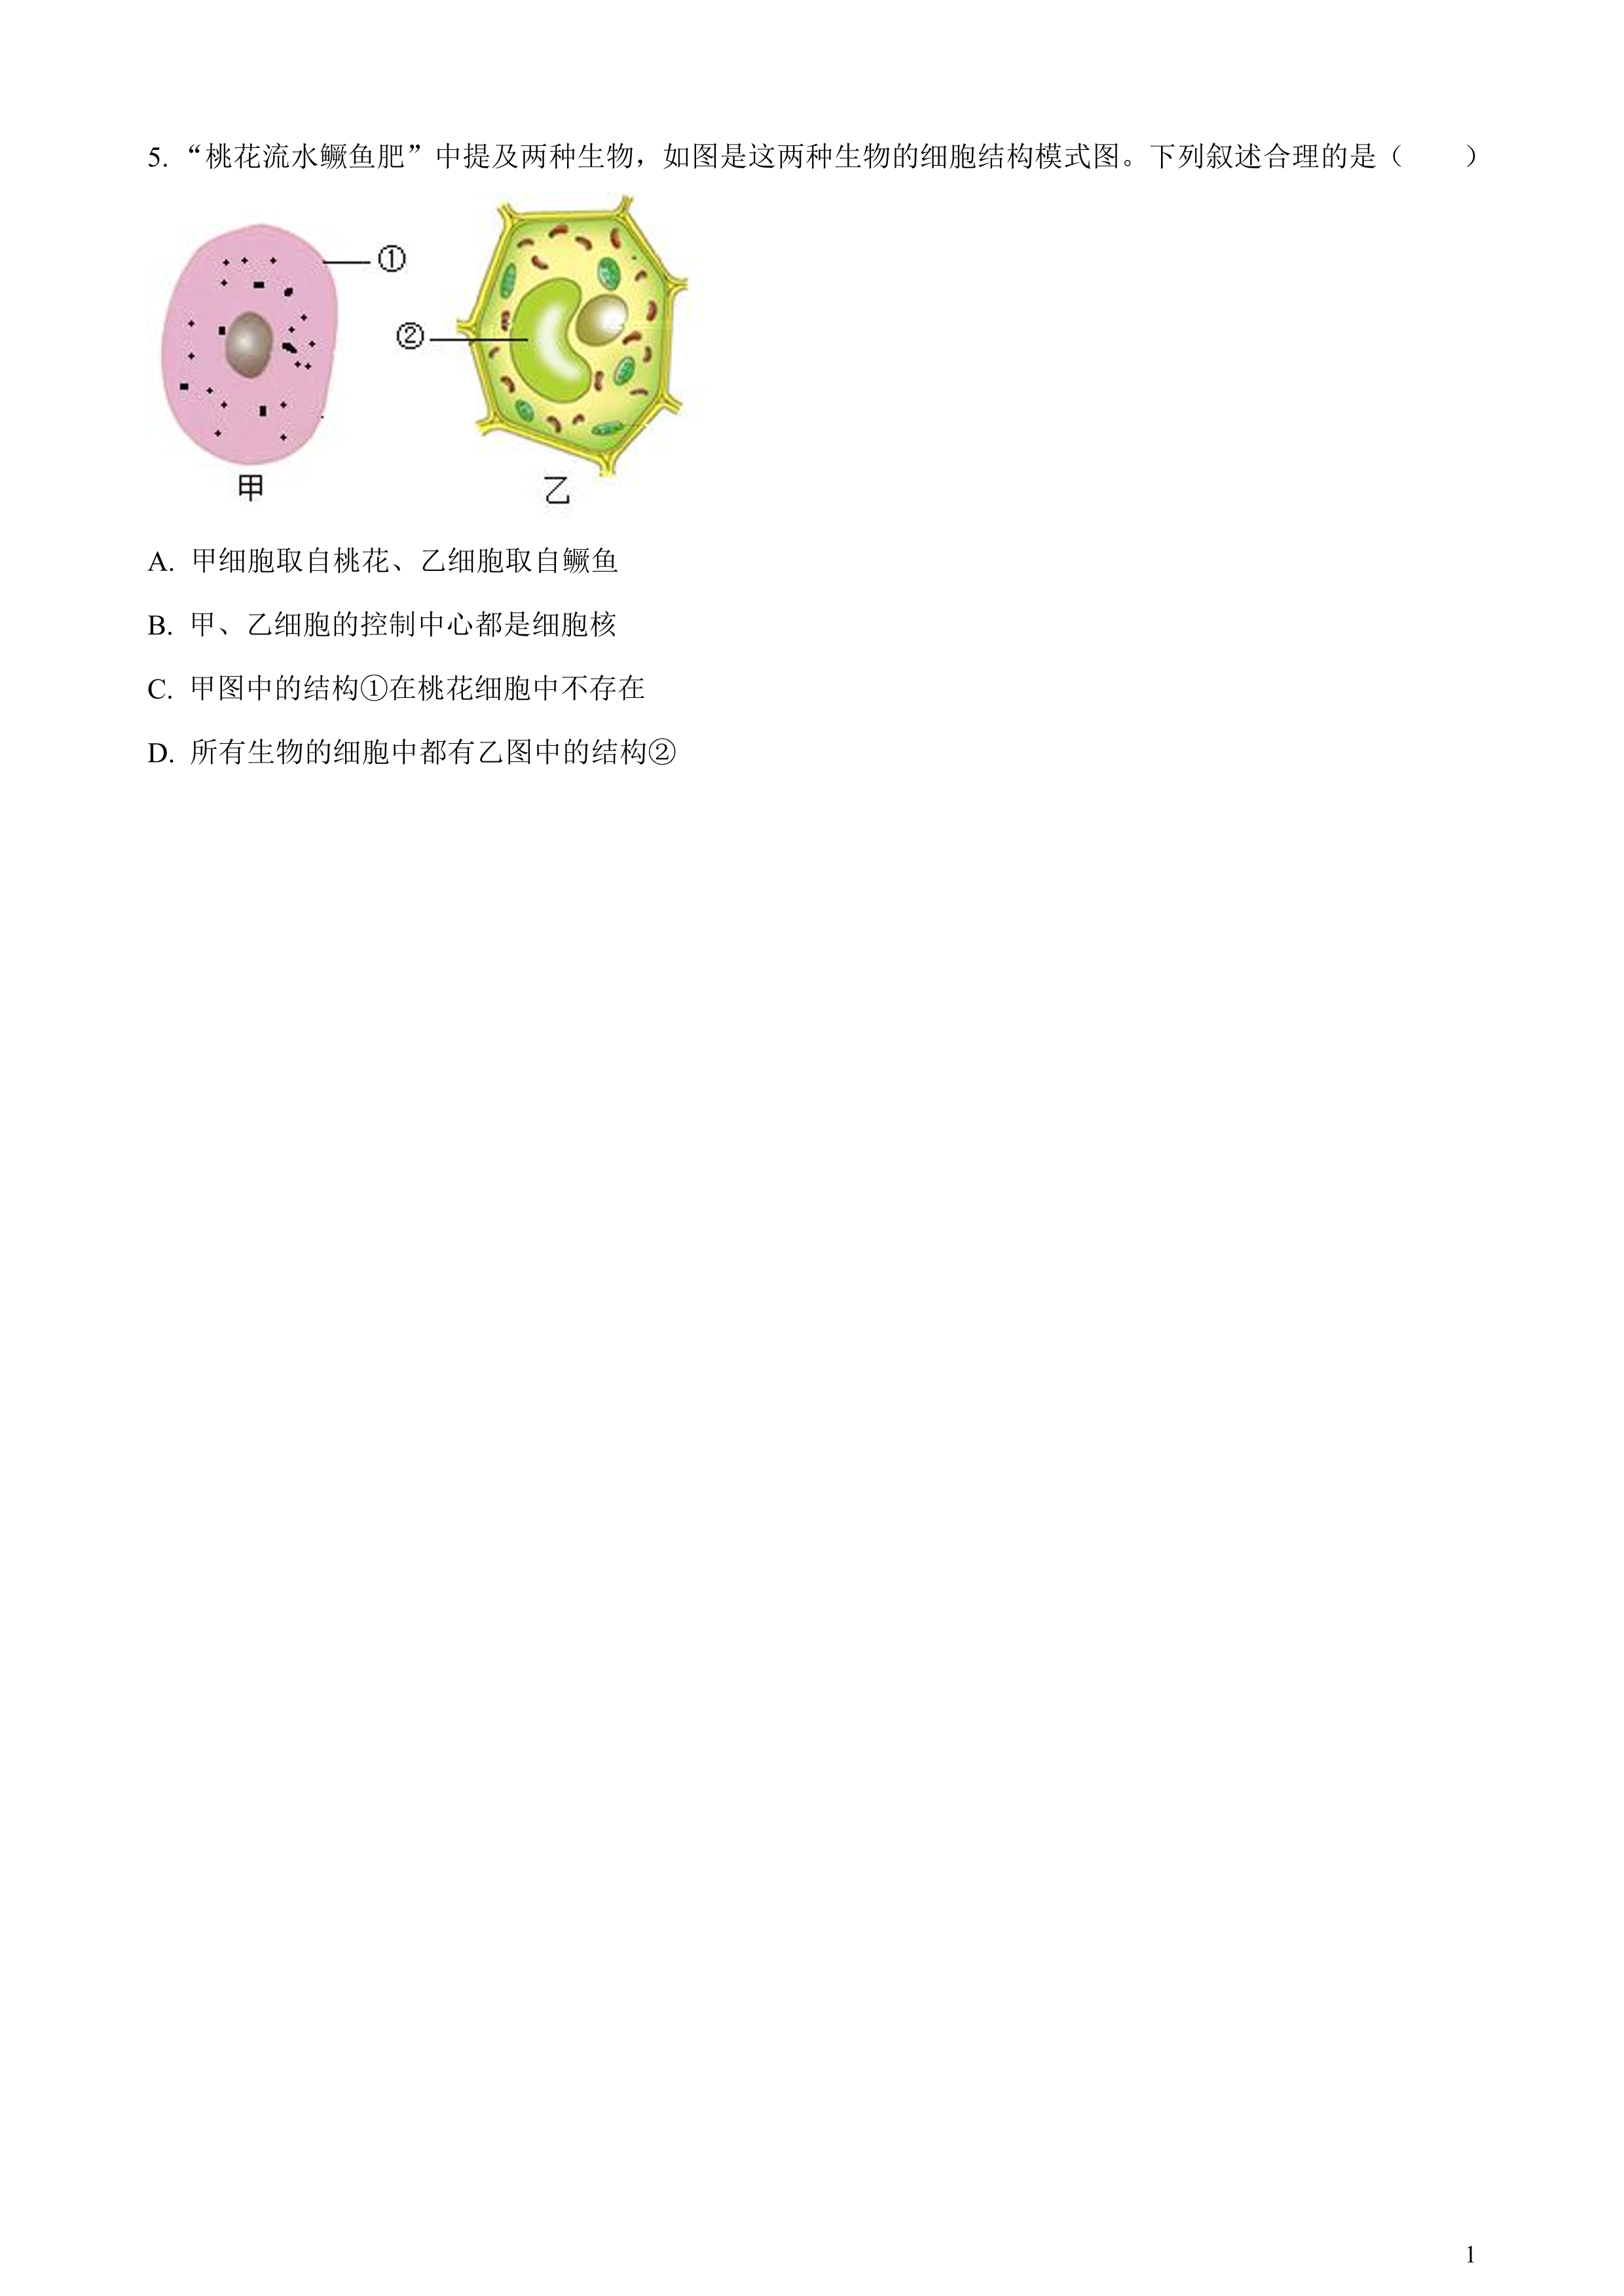 5. “桃花流水鳜鱼肥”中提及两种生物，如图是这两种生物的细胞结构模式图。下列叙述合理的是（　　）
①
②
甲
乙
A. 甲细胞取自桃花、乙细胞取自鳜鱼
B. 甲、乙细胞的控制中心都是细胞核
C. 甲图中的结构①在桃花细胞中不存在
D. 所有生物的细胞中都有乙图中的结构②
1